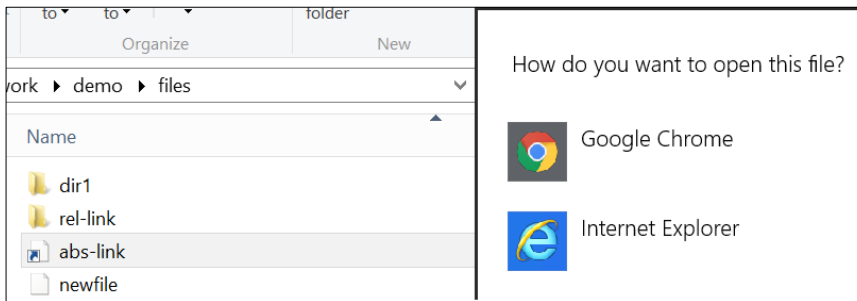 to to
folder
Organize New
demo files
Name
dir1
rel-link
abs-link
newfile
How do you want to open this file?
Google Chrome
Internet Explorer